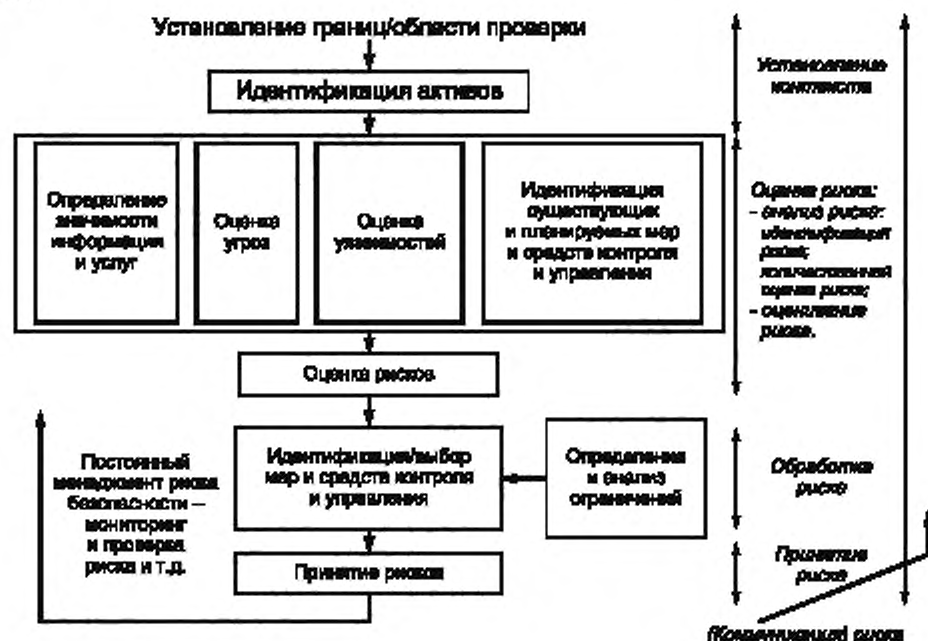 Установление границ/области проверки
Идентификация активов
Определение
значимости
информации
и услуг
Оценка
угроз
Оценка
уязвимостей
Идентификация
существующих
и планируемых мер
и средств контроля
и управления
Оценка рисков
Идентификация/выбор
мер и средств контроля
и управления
Определение
и анализ
ограничений
Принятие рисков
Постоянный
менеджмент риска
безопасности –
мониторинг
и проверка
риска и т.д.
Установление
контекста
Оценка риска:
– анализ риска:
идентификация
риска;
количественная
оценка риска;
– оценивание
риска.
Обработка
риска
Принятие
риска
(Коммуникация) риска